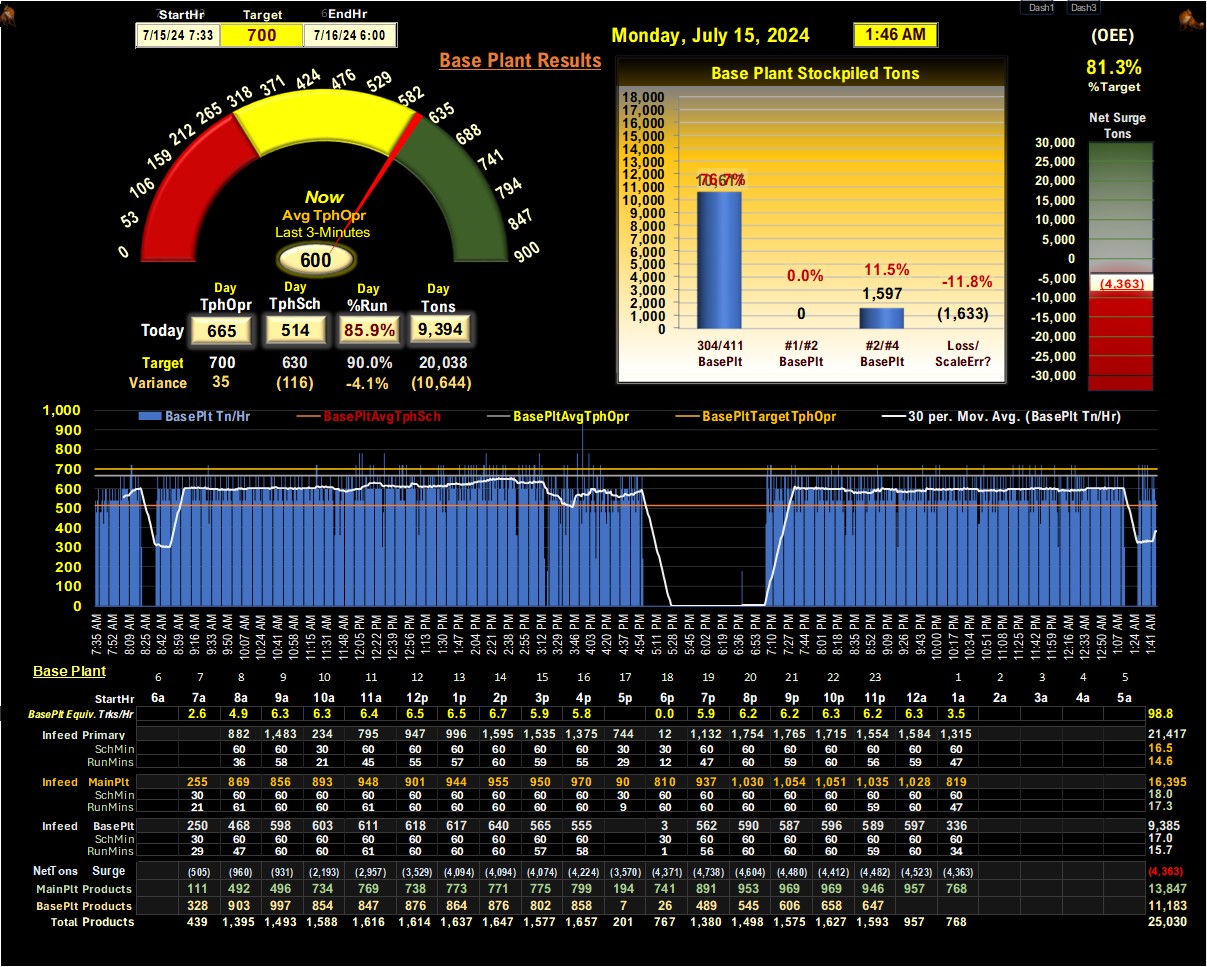 Dash1 Dash3
StartHr Target EndHr
7/15/24 7:33 700 7/16/24 6:00
Monday, July 15, 2024 1:46 AM
(OEE)
81.3%
%Target
Base Plant Results
0 53 106 159 212 265 318 371 424 476 529 582 635 688 741 794 847 900
Now
Avg TphOpr
Last 3-Minutes
600
Day Day Day Day
TphOpr TphSch %Run Tons
Today 665 514 85.9% 9,394
Target 700 630 90.0% 20,038
Variance 35 (116) -4.1% (10,644)
Base Plant Stockpiled Tons
18,000
17,000
16,000
15,000
14,000
13,000
12,000
11,000
10,000
9,000
8,000
7,000
6,000
5,000
4,000
3,000
2,000
1,000
0
76.7%
0.0% 11.5% -11.8%
0 1,597 (1,633)
304/411 #1/#2 #2/#4 Loss/
BasePlt BasePlt BasePlt ScaleErr?
Net Surge
Tons
30,000
25,000
20,000
15,000
10,000
5,000
0
-5,000
(4,363)
-10,000
-15,000
-20,000
-25,000
-30,000
BasePlt Tn/Hr BasePltAvgTphSch BasePltAvgTphOpr BasePltTargetTphOpr 30 per. Mov. Avg. (BasePlt Tn/Hr)
1,000
900
800
700
600
500
400
300
200
100
0
7:35 AM 7:52 AM 8:09 AM 8:25 AM 8:42 AM 8:59 AM 9:16 AM 9:33 AM 9:50 AM 10:07 AM 10:24 AM 10:41 AM 10:58 AM 11:15 AM 11:31 AM 11:48 AM 12:05 PM 12:22 PM 12:39 PM 12:56 PM 1:13 PM 1:30 PM 1:47 PM 2:04 PM 2:21 PM 2:38 PM 2:55 PM 3:12 PM 3:29 PM 3:46 PM 4:03 PM 4:20 PM 4:37 PM 4:54 PM 5:11 PM 5:28 PM 5:45 PM 6:02 PM 6:19 PM 6:36 PM 6:53 PM 7:10 PM 7:27 PM 7:44 PM 8:01 PM 8:18 PM 8:35 PM 8:52 PM 9:09 PM 9:26 PM 9:43 PM 10:00 PM 10:17 PM 10:34 PM 10:51 PM 11:08 PM 11:25 PM 11:42 PM 11:59 PM 12:16 AM 12:33 AM 12:50 AM 1:07 AM 1:24 AM 1:41 AM
Base Plant
6 7 8 9 10 11 12 13 14 15 16 17 18 19 20 21 22 23 1 2 3 4 5
StartHr 6a 7a 8a 9a 10a 11a 12p 1p 2p 3p 4p 5p 6p 7p 8p 9p 10p 11p 12a 1a 2a 3a 4a 5a
BasePlt Equiv. Trks/Hr 2.6 4.9 6.3 6.3 6.4 6.5 6.5 6.7 5.9 5.8 0.0 5.9 6.2 6.2 6.3 6.2 6.3 3.5 98.8
Infeed Primary 882 1,483 234 795 947 996 1,595 1,535 1,375 744 12 1,132 1,754 1,765 1,715 1,554 1,584 1,315 21,417
SchMin 60 60 30 60 60 60 60 60 60 30 30 60 60 60 60 60 60 60 16.5
RunMins 36 58 21 45 55 57 60 59 55 29 12 47 60 59 56 56 59 47 14.6
Infeed MainPlt 255 869 856 893 948 901 944 955 950 970 90 810 937 1,030 1,054 1,051 1,035 1,028 819 16,395
SchMin 30 60 60 60 60 60 60 60 60 60 30 60 60 60 60 60 60 60 60 18.0
RunMins 21 61 60 60 61 60 60 60 60 60 9 60 60 60 60 60 59 60 47 17.3
Infeed BasePlt 250 468 598 603 611 618 617 640 565 555 3 562 590 587 596 589 597 336 9,385
SchMin 30 60 60 60 60 60 60 60 60 60 30 60 60 60 60 60 60 60 17.0
RunMins 29 47 60 60 61 60 60 60 57 58 1 56 60 60 60 59 60 34 15.7
NetTons Surge (505) (960) (931) (2,193) (2,957) (3,529) (4,094) (4,094) (4,074) (4,224) (3,570) (4,371) (4,738) (4,604) (4,480) (4,412) (4,482) (4,523) (4,363) (4,363)
MainPlt Products 111 492 496 734 769 738 773 771 775 799 194 741 891 953 969 969 946 957 768 13,847
BasePlt Products 328 903 997 854 847 876 864 876 802 858 7 26 489 545 606 658 647 11,183
Total Products 439 1,395 1,493 1,588 1,616 1,614 1,637 1,647 1,577 1,657 201 767 1,380 1,498 1,575 1,627 1,593 957 768 25,030